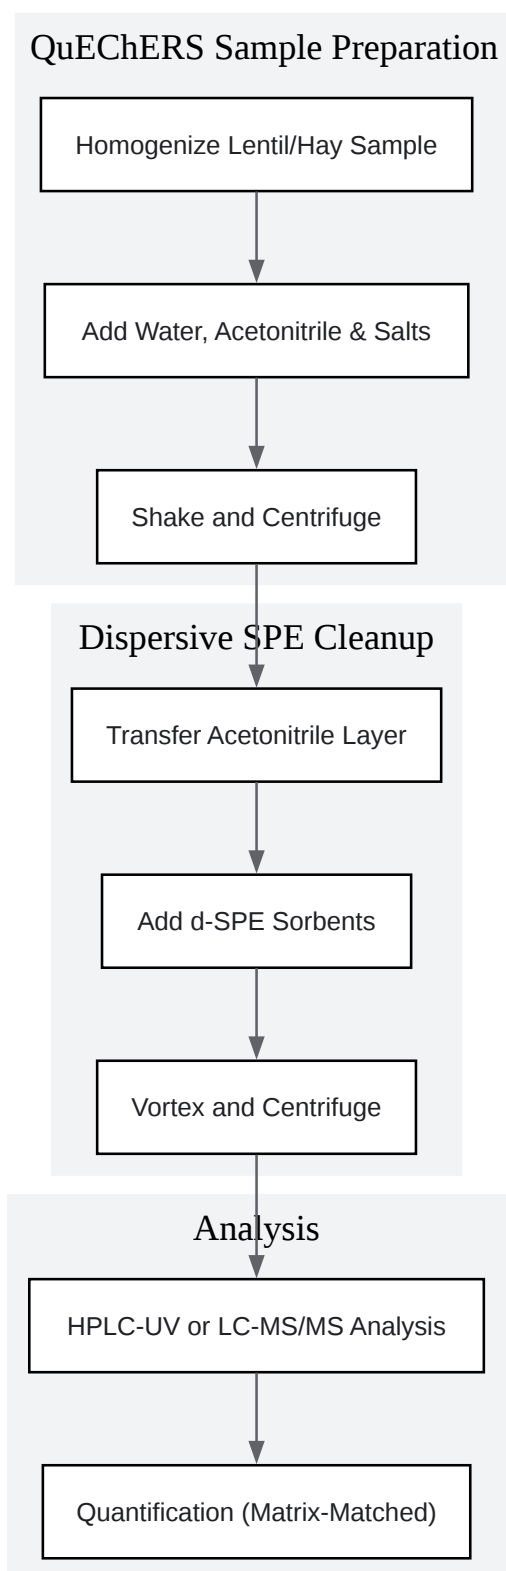 QuEChERS Sample Preparation
Homogenize Lentil/Hay Sample
Add Water, Acetonitrile & Salts
Shake and Centrifuge
Dispersive SPE Cleanup
Transfer Acetonitrile Layer
Add d-SPE Sorbents
Vortex and Centrifuge
Analysis
HPLC-UV or LC-MS/MS Analysis
Quantification (Matrix-Matched)